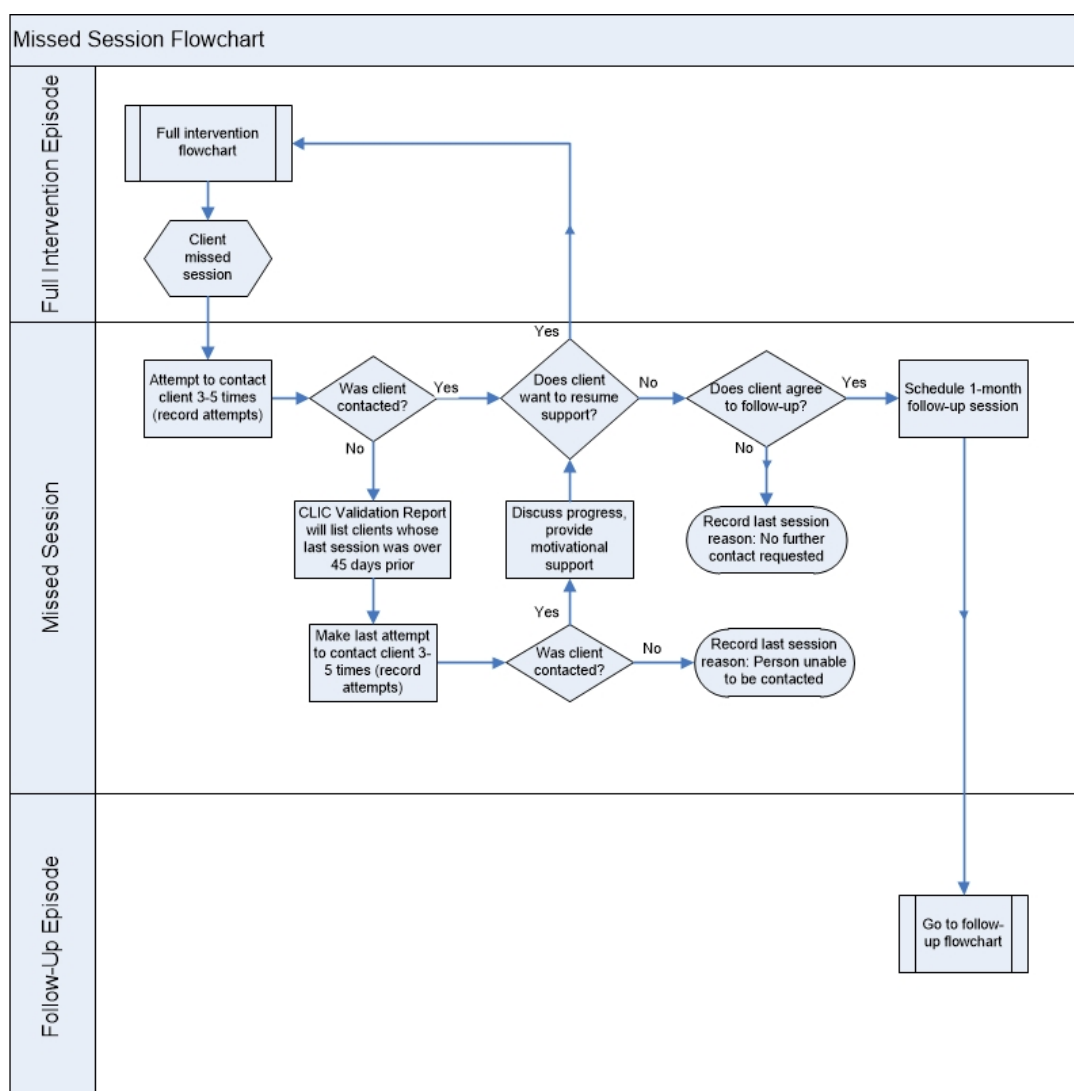 Missed Session Flowchart
Full Intervention Episode
Full intervention
flowchart
Client
missed
session
Yes
Missed Session
Attempt to contact
client 3-5 times
(record attempts)
Was client
contacted?
Yes
Does client
want to resume
support?
No
Does client agree
to follow-up?
Yes
Schedule 1-month
follow-up session
No
No
CLIC Validation Report
will list clients whose
last session was over
45 days prior
Discuss progress,
provide
motivational
support
Record last session
reason: No further
contact requested
Yes
Make last attempt
to contact client 3-
5 times (record
attempts)
Was client
contacted?
No
Record last session
reason: Person unable
to be contacted
Follow-Up Episode
Go to follow-
up flowchart